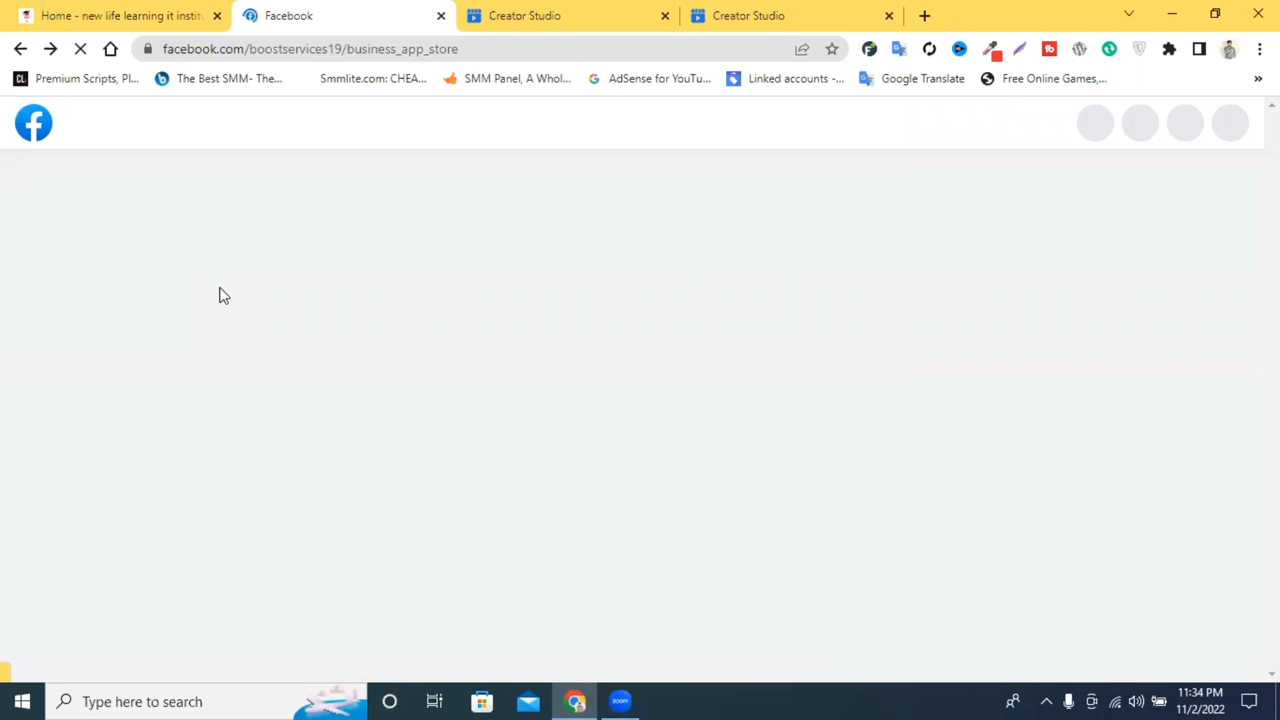 Home - new life learning it instit
Facebook
Creator Studio
Creator Studio
facebook.com/boostservices19/business_app_store
Premium Scripts, Pl...
The Best SMM- The...
Smmlite.com: CHEA...
SMM Panel, A Whol...
AdSense for YouTu...
Linked accounts -...
Google Translate
Free Online Games,...
Type here to search
zoom
11:34 PM
11/2/2022